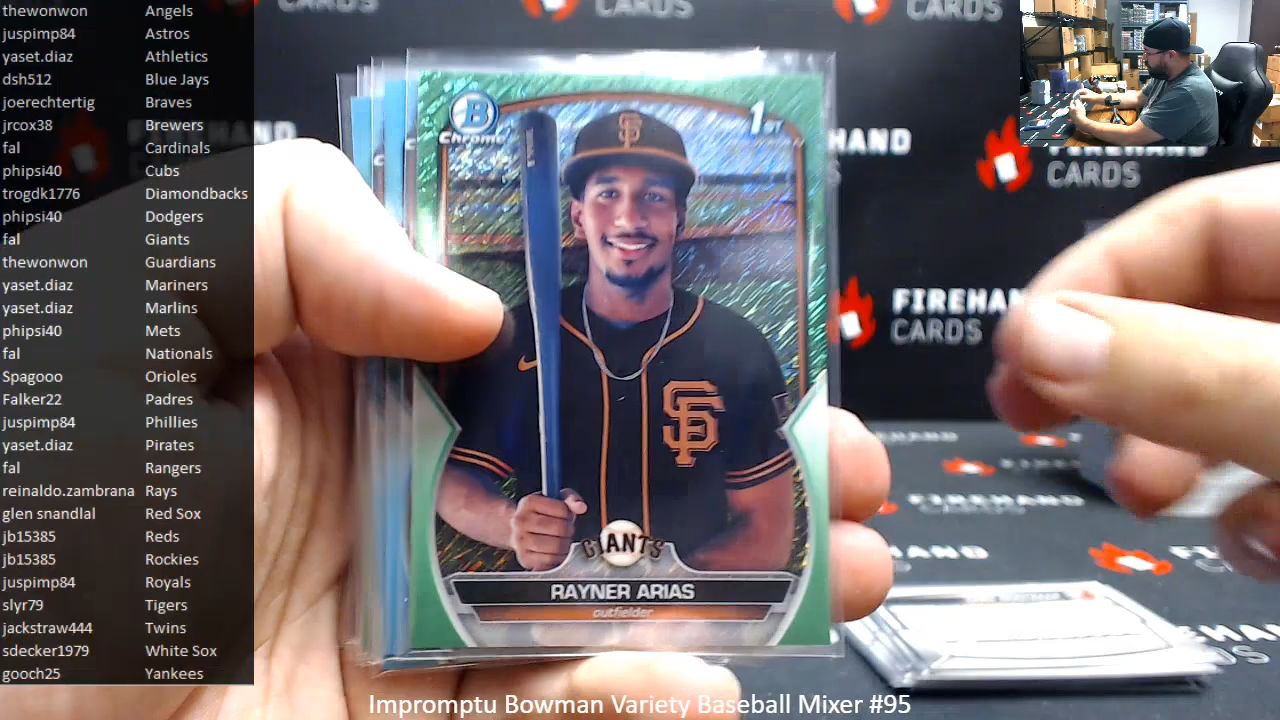 thewonwon Angels
juspimp84 Astros
yaset.diaz Athletics
dsh512 Blue Jays
joerechtertig Braves
jrcox38 Brewers
fal Cardinals
phipsi40 Cubs
trogdk1776 Diamondbacks
phipsi40 Dodgers
fal Giants
thewonwon Guardians
yaset.diaz Mariners
yaset.diaz Marlins
phipsi40 Mets
fal Nationals
Spagooo Orioles
Falker22 Padres
juspimp84 Phillies
yaset.diaz Pirates
fal Rangers
reinaldo.zambrana Rays
glen snandlal Red Sox
jb15385 Reds
jb15385 Rockies
juspimp84 Royals
slyr79 Tigers
jackstraw444 Twins
sdecker1979 White Sox
gooch25 Yankees
CARDS
CARDS
CARDS
B
Chrome
1ST
SF
SF
GIANTS
RAYNER ARIAS
outfielder
HAND
FIREHAND
CARDS
FIREHAN
CARDS
FIREHAND
Impromptu Bowman Variety Baseball Mixer #95